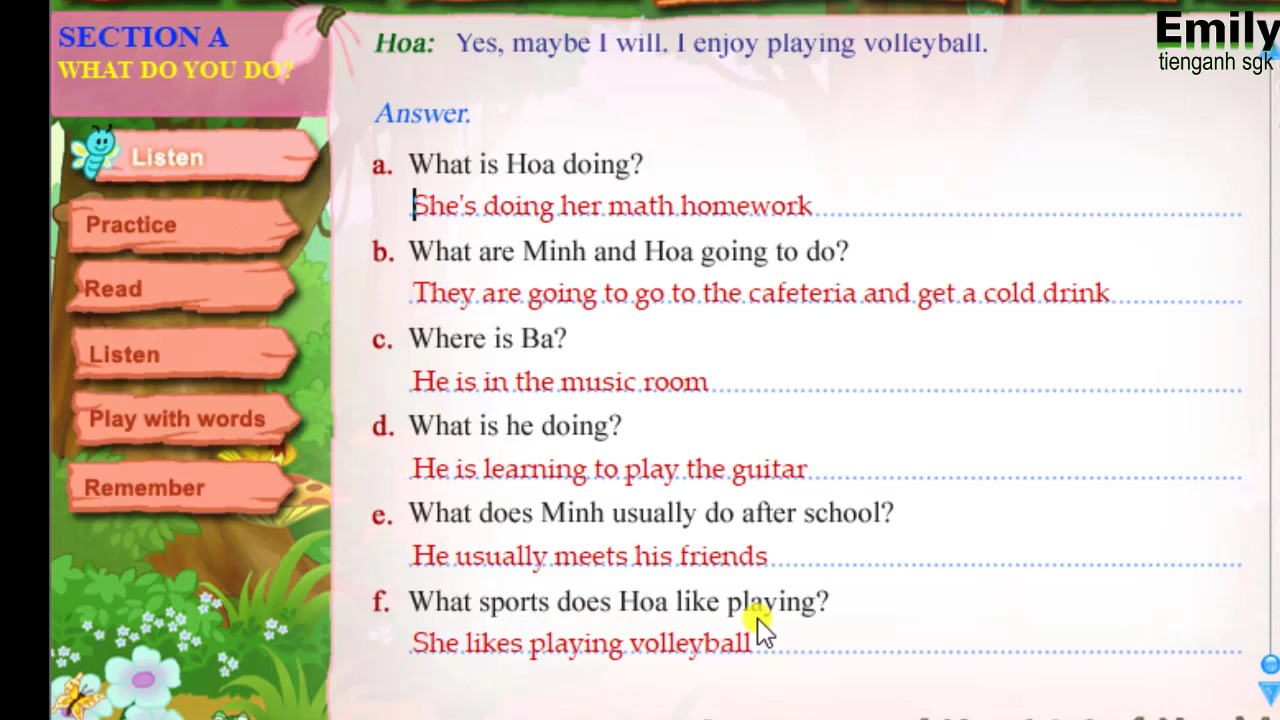 SECTION A
WHAT DO YOU DO?
Listen
Practice
Read
Listen
Play with words
Remember
Emily
tienganh sgk
Hoa: Yes, maybe I will. I enjoy playing volleyball.
Answer.
a. What is Hoa doing?
She's doing her math homework
b. What are Minh and Hoa going to do?
They are going to go to the cafeteria and get a cold drink
c. Where is Ba?
He is in the music room
d. What is he doing?
He is learning to play the guitar
e. What does Minh usually do after school?
He usually meets his friends
f. What sports does Hoa like playing?
She likes playing volleyball